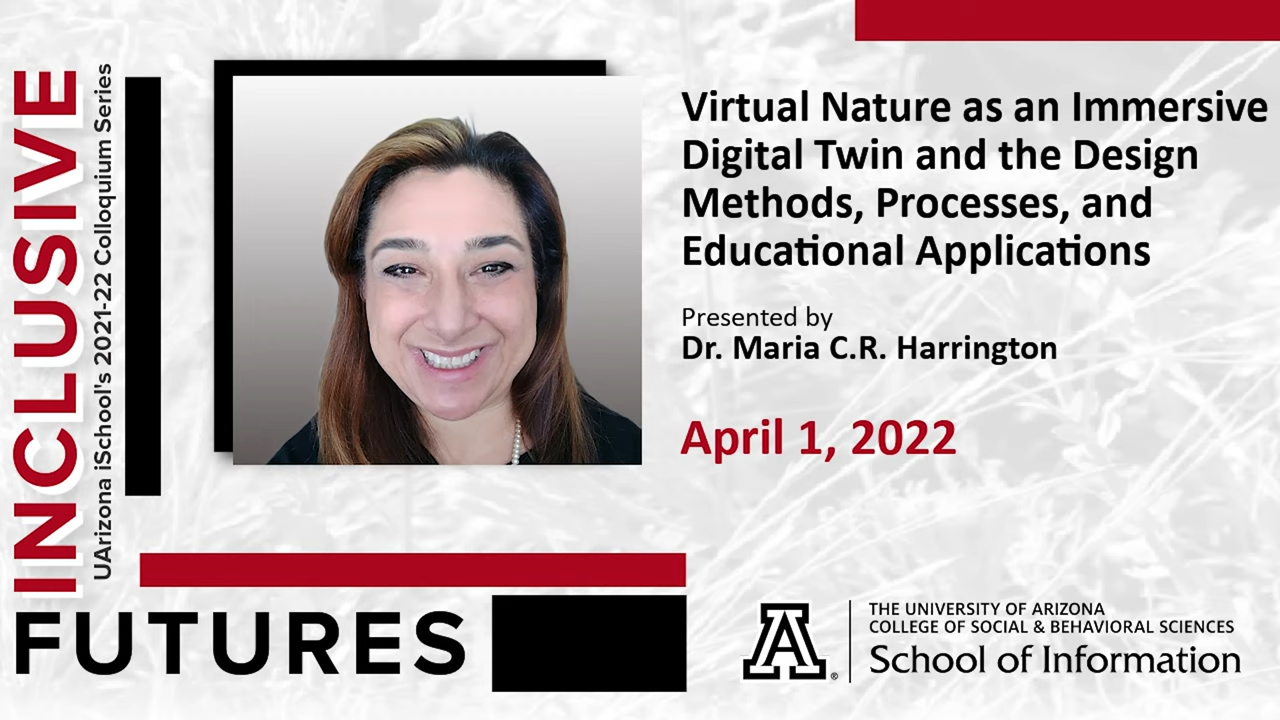 INCLUSIVE
UArizona iSchool's 2021-22 Colloquium Series
FUTURES
Virtual Nature as an Immersive
Digital Twin and the Design
Methods, Processes, and
Educational Applications
Presented by
Dr. Maria C.R. Harrington
April 1, 2022
A®
THE UNIVERSITY OF ARIZONA
COLLEGE OF SOCIAL & BEHAVIORAL SCIENCES
School of Information